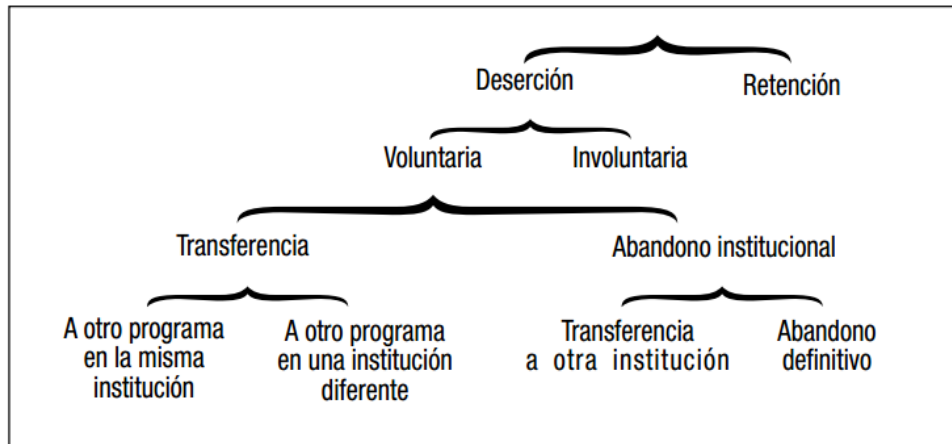 Deserción
Retención
Voluntaria
Involuntaria
Transferencia
Abandono institucional
A otro programa
en la misma
institución
A otro programa
en una institución
diferente
Transferencia
a otra institución
Abandono
definitivo